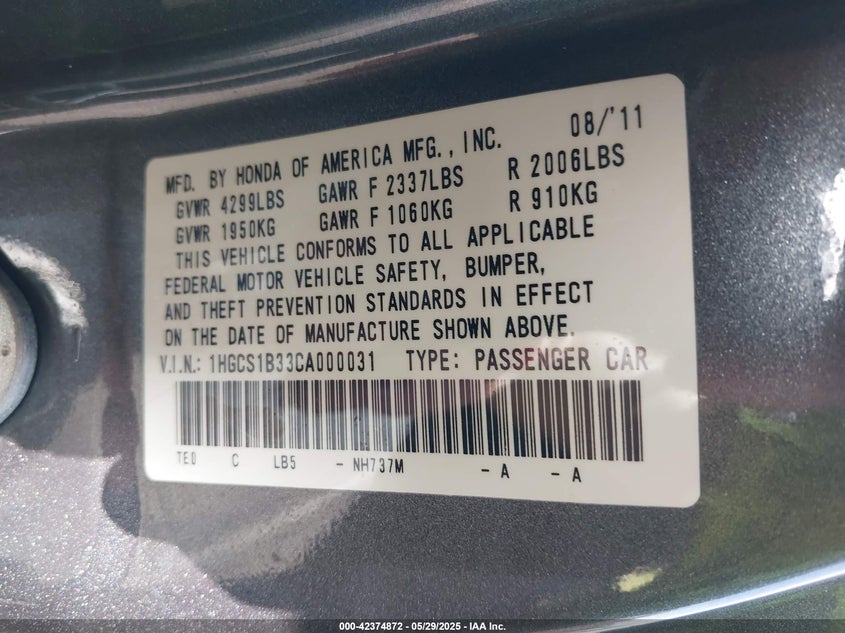 08/'11
MFD. BY HONDA OF AMERICA MFG., INC.
GVWR 4299LBS GAWR F 2337LBS R 2006LBS
GVWR 1950KG GAWR F 1060KG R 910KG
THIS VEHICLE CONFORMS TO ALL APPLICABLE
FEDERAL MOTOR VEHICLE SAFETY, BUMPER,
AND THEFT PREVENTION STANDARDS IN EFFECT
ON THE DATE OF MANUFACTURE SHOWN ABOVE.
V.I.N.: 1HGCS1B33CA000031 TYPE: PASSENGER CAR
TE0 C LB5 - NH737M - A - A
000-42374872 - 05/29/2025 - IAA Inc.